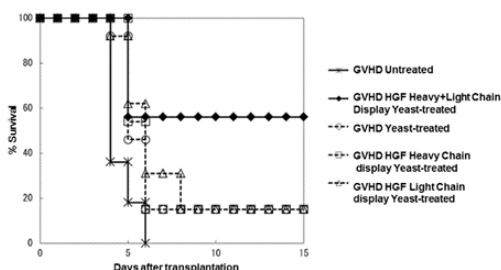 100
80
60
40
20
0
% Survival
0 5 10 15
Days after transplantation
GVHD Untreated
GVHD HGF Heavy+Light Chain
Display Yeast-treated
GVHD Yeast-treated
GVHD HGF Heavy Chain
display Yeast-treated
GVHD HGF Light Chain
display Yeast-treated